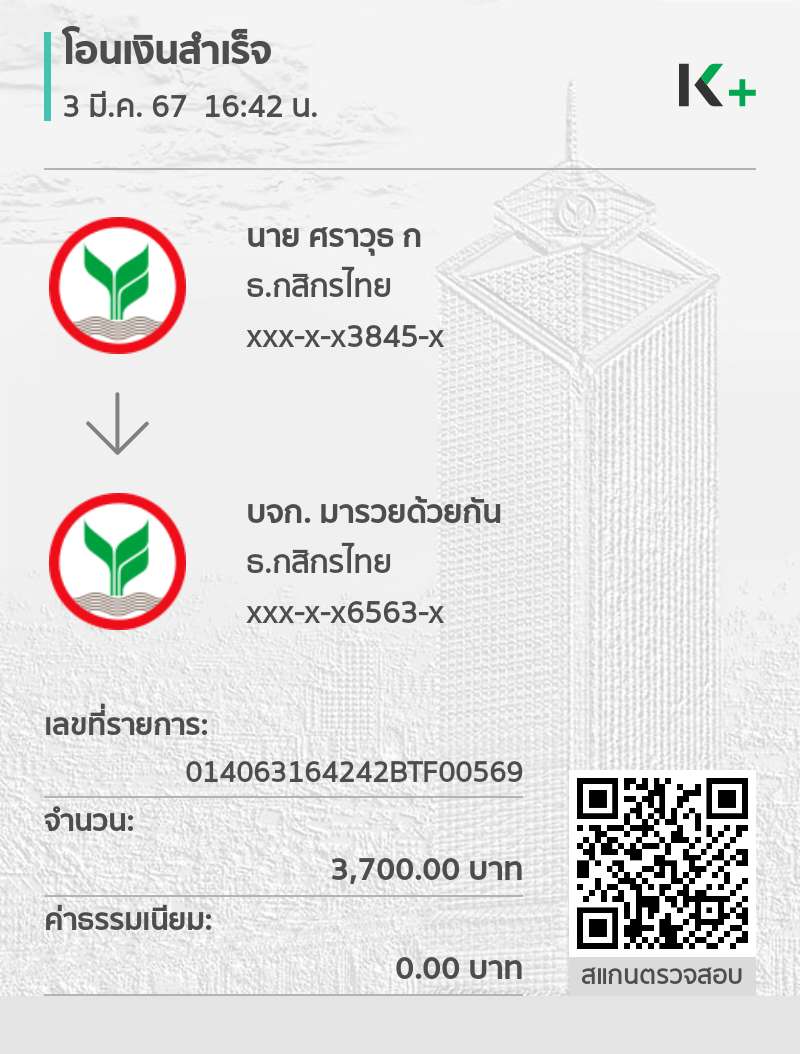 โอนเงินสำเร็จ
3 มี.ค. 67 16:42 น.
K+
นาย ศราวุธ ก
ธ.กสิกรไทย
xxx-x-x3845-x
บจก. มารวยด้วยกัน
ธ.กสิกรไทย
xxx-x-x6563-x
เลขที่รายการ:
014063164242BTF00569
จำนวน:
3,700.00 บาท
ค่าธรรมเนียม:
0.00 บาท
สแกนตรวจสอบ